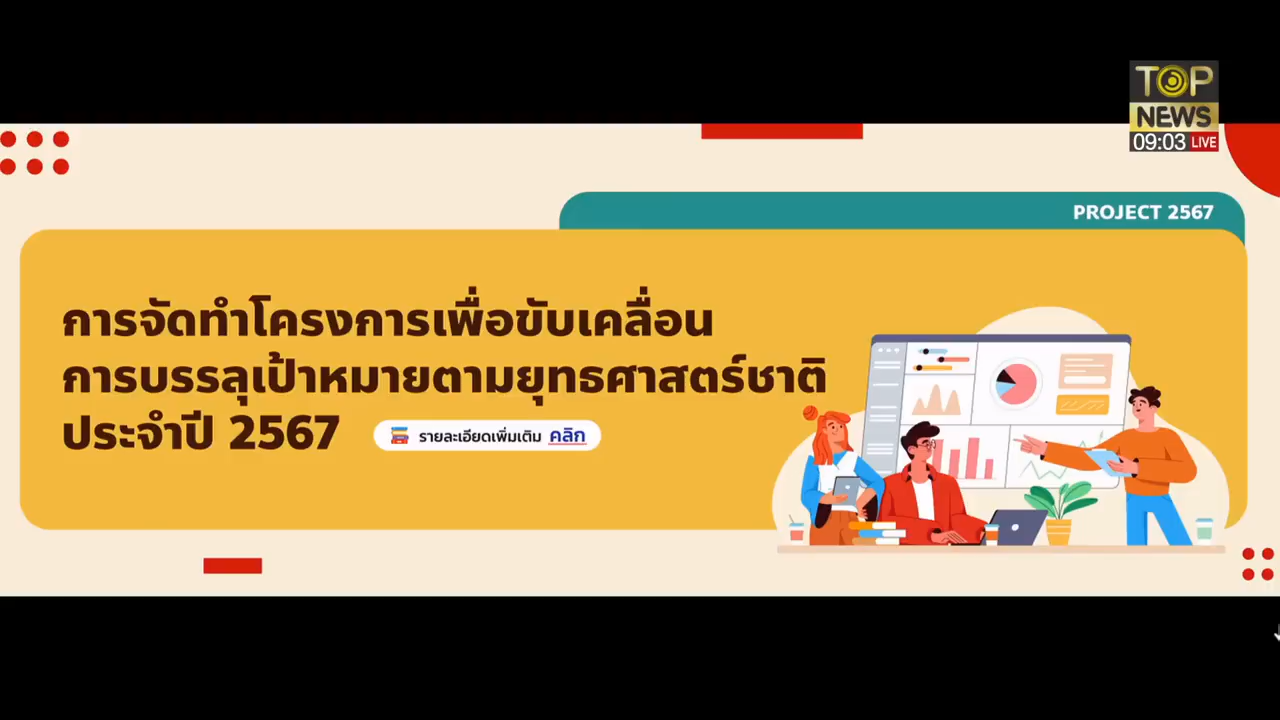 TOP
NEWS
09:03 LIVE
PROJECT 2567
การจัดทำโครงการเพื่อขับเคลื่อน
การบรรลุเป้าหมายตามยุทธศาสตร์ชาติ
ประจำปี 2567
รายละเอียดเพิ่มเติม คลิก